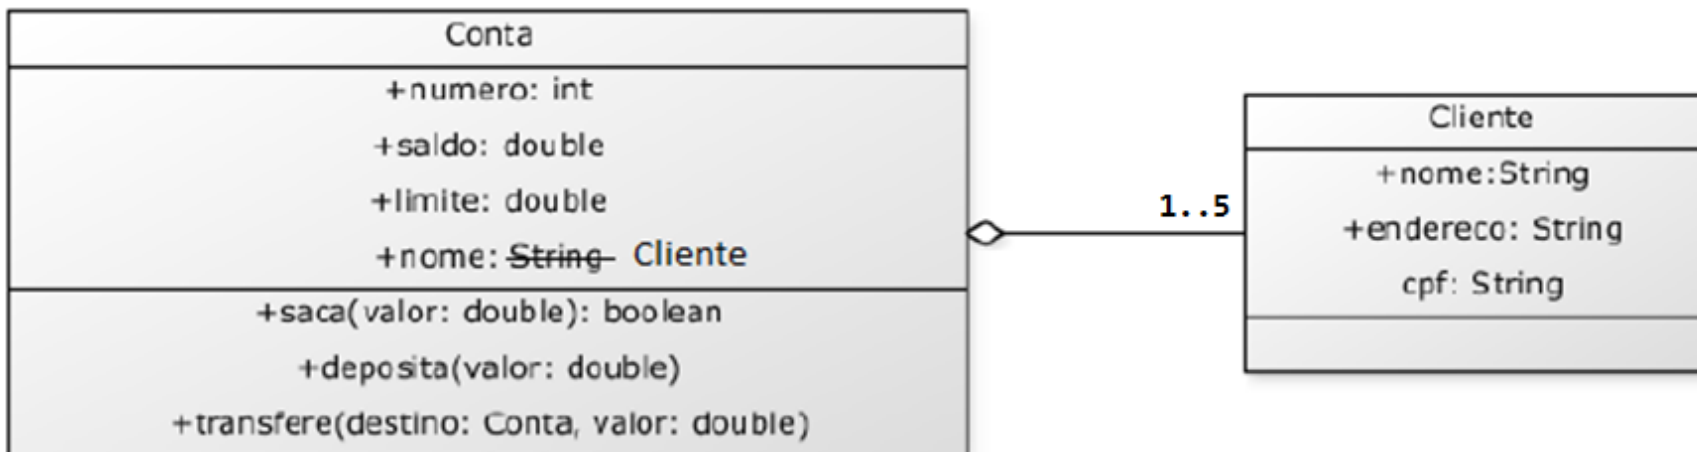 Conta
+numero: int
+saldo: double
+limite: double
+nome: String Cliente
+saca(valor: double): boolean
+deposita(valor: double)
+transfere(destino: Conta, valor: double)
1..5
Cliente
+nome:String
+endereco: String
cpf: String